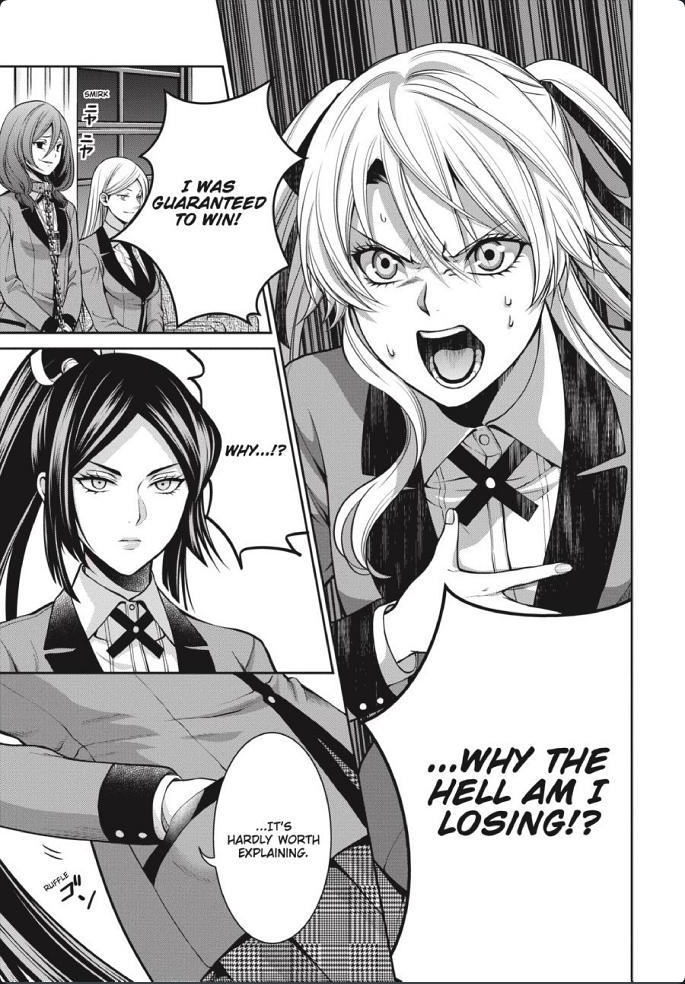 I WAS
GUARANTEED
TO WIN!
SMIRK
ニヤ
ニヤ
WHY...!?
...WHY THE
HELL AM I
LOSING!?
...IT'S
HARDLY WORTH
EXPLAINING.
RUFFLE
ゴソ